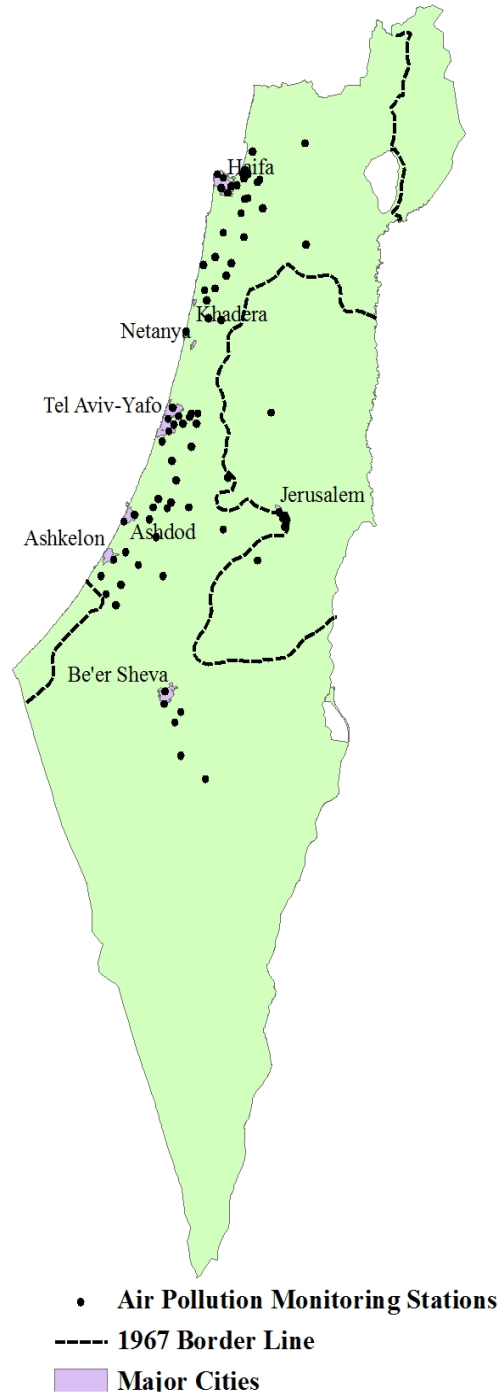 Haifa
Khadera
Netanya
Tel Aviv-Yafo
Jerusalem
Ashdod
Ashkelon
Be'er Sheva
Air Pollution Monitoring Stations
1967 Border Line
Major Cities